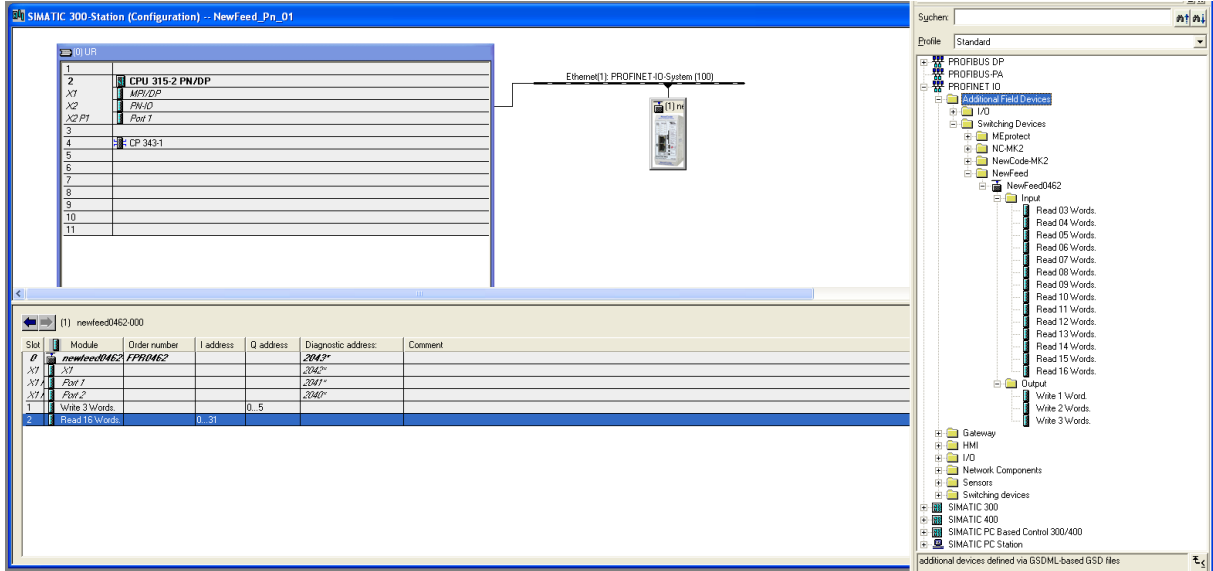 SIMATIC 300-Station (Configuration) -- NewFeed_Pn_01
(0) UR
1
2 CPU 315-2 PN/DP
X1 MPI/DP
X2 PN-IO
X2 P1 Port 1
3
4 CP 343-1
5
6
7
8
9
10
11
Ethernet(1): PROFINET-IO-System (100)
(1) ne
(1) newfeed0462-000
Slot Module Order number I address Q address Diagnostic address: Comment
0 newfeed0462 FPR0462 2043*
X1 X1 2042*
X1 Port 1 2041*
X1 Port 2 2040*
1 Write 3 Words. 0...5
2 Read 16 Words. 0...31
Suchen:
Profile Standard
PROFIBUS DP
PROFIBUS-PA
PROFINET IO
Additional Field Devices
I/O
Switching Devices
MEprotect
NC-MK2
NewCode-MK2
NewFeed
NewFeed0462
Input
Read 03 Words.
Read 04 Words.
Read 05 Words.
Read 06 Words.
Read 07 Words.
Read 08 Words.
Read 09 Words.
Read 10 Words.
Read 11 Words.
Read 12 Words.
Read 13 Words.
Read 14 Words.
Read 15 Words.
Read 16 Words.
Output
Write 1 Word.
Write 2 Words.
Write 3 Words.
Gateway
HMI
I/O
Network Components
Sensors
Switching devices
SIMATIC 300
SIMATIC 400
SIMATIC PC Based Control 300/400
SIMATIC PC Station
additional devices defined via GSDML-based GSD files